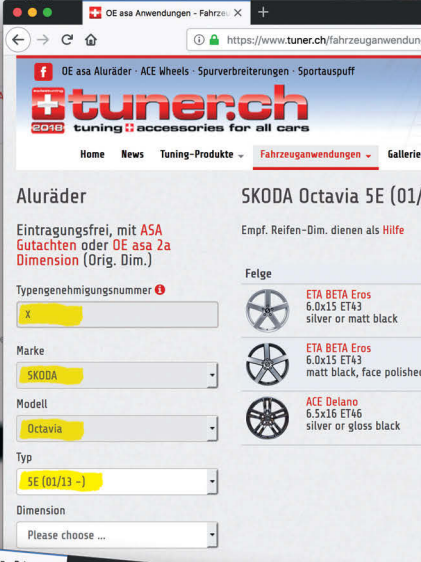 OE asa Anwendungen - Fahrze
https://www.tuner.ch/fahrzeuganwendung
OE asa Aluräder · ACE Wheels · Spurverbreiterungen · Sportauspuff
tuner.ch
2018 tuning accessories for all cars
Home News Tuning-Produkte Fahrzeuganwendungen Gallerie
Aluräder
Eintragungsfrei, mit ASA
Gutachten oder OE asa 2a
Dimension (Orig. Dim.)
Typengenehmigungsnummer
X
Marke
SKODA
Modell
Octavia
Typ
5E (01/13 -)
Dimension
Please choose ...
SKODA Octavia 5E (01/
Empf. Reifen-Dim. dienen als Hilfe
Felge
ETA BETA Eros
6.0x15 ET43
silver or matt black
ETA BETA Eros
6.0x15 ET43
matt black, face polished
ACE Delano
6.5x16 ET46
silver or gloss black